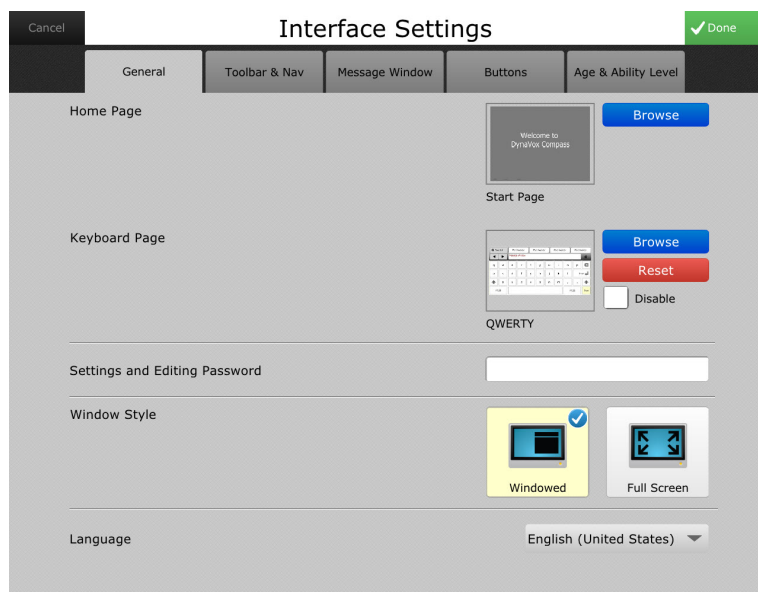 Cancel
Interface Settings
Done
General
Toolbar & Nav
Message Window
Buttons
Age & Ability Level
Home Page
Welcome to
DynaVox Compass
Browse
Start Page
Keyboard Page
Browse
Reset
Disable
QWERTY
Settings and Editing Password
Window Style
Windowed
Full Screen
Language
English (United States)